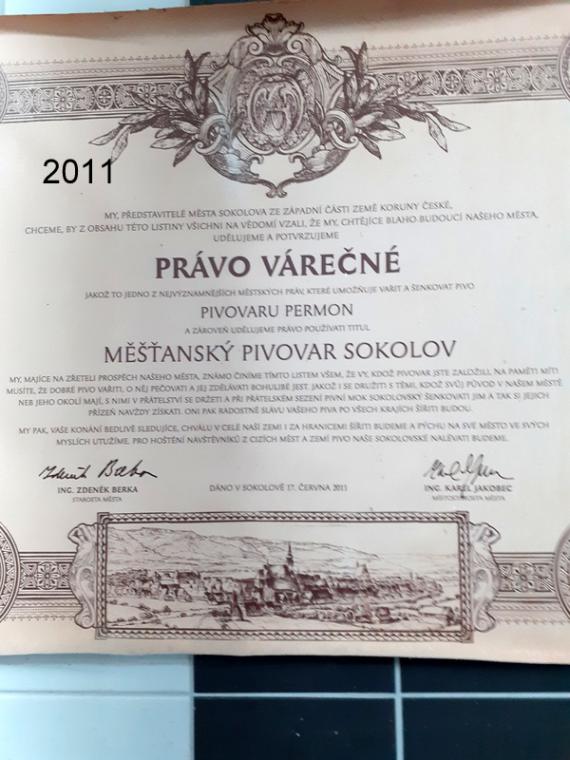 2011
MY, PŘEDSTAVITELÉ MĚSTA SOKOLOVA ZE ZÁPADNÍ ČÁSTI ZEMĚ KORUNY ČESKÉ,
CHCEME, BY Z OBSAHU TÉTO LISTINY VŠICHNI NA VĚDOMÍ VZALI, ŽE MY, CHTĚJÍCE BLAHO BUDOUCÍ NAŠEHO MĚSTA,
UDĚLUJEME A POTVRZUJEME
PRÁVO VÁREČNÉ
JAKOŽ TO JEDNO Z NEJVÝZNAMNĚJŠÍCH MĚSTSKÝCH PRÁV, KTERÉ UMOŽŇUJE VAŘIT A ŠENKOVAT PIVO
PIVOVARU PERMON
A ZÁROVEŇ UDĚLUJEME PRÁVO POUŽÍVATI TITUL
MĚŠŤANSKÝ PIVOVAR SOKOLOV
MY, MAJÍCE NA ZŘETELI PROSPĚCH NAŠEHO MĚSTA, ZNÁMO ČINÍME TÍMTO LISTEM VŠEM, ŽE VY, KDOŽ PIVOVAR JSTE ZALOŽILI, NA PAMĚTI MÍTI
MUSÍTE, ŽE DOBRÉ PIVO VAŘITI, O NĚJ PEČOVATI A JEJ ZDĚLÁVATI BOHULIBÉ JEST. JAKOŽ I SE DRUŽITI S TĚMI, KDOŽ SVŮJ PŮVOD V NAŠEM MĚSTĚ
NEB JEHO OKOLÍ MAJÍ, S NIMI V PŘÁTELSTVÍ SE DRŽETI A PŘI PŘÁTELSKÉM SEZENÍ PIVNÍ MOK SOKOLOVSKÝ ŠENKOVATI JIM A TAK SI JEJICH
PŘÍZEŇ NAVŽDY ZÍSKATI. ONI PAK RADOSTNĚ SLÁVU VAŠEHO PIVA PO VŠECH KRAJÍCH ŠÍŘITI BUDOU.
MY PAK, VAŠE KONÁNÍ BEDLIVĚ SLEDUJÍCE, CHVÁLU V CELÉ NAŠÍ ZEMI I ZA HRANICEMI ŠÍŘITI BUDEME A PÝCHU NA SVÉ MĚSTO VE SVÝCH
MYSLÍCH UTUŽÍME. PRO HOŠTĚNÍ NÁVŠTĚVNÍKŮ Z CIZÍCH MĚST A ZEMÍ PIVO NAŠE SOKOLOVSKÉ NALÉVATI BUDEME.
ING. ZDENĚK BERKA
STAROSTA MĚSTA
DÁNO V SOKOLOVĚ 17. ČERVNA 2011
ING. KAREL JAKOBEC
MÍSTOSTAROSTA MĚSTA